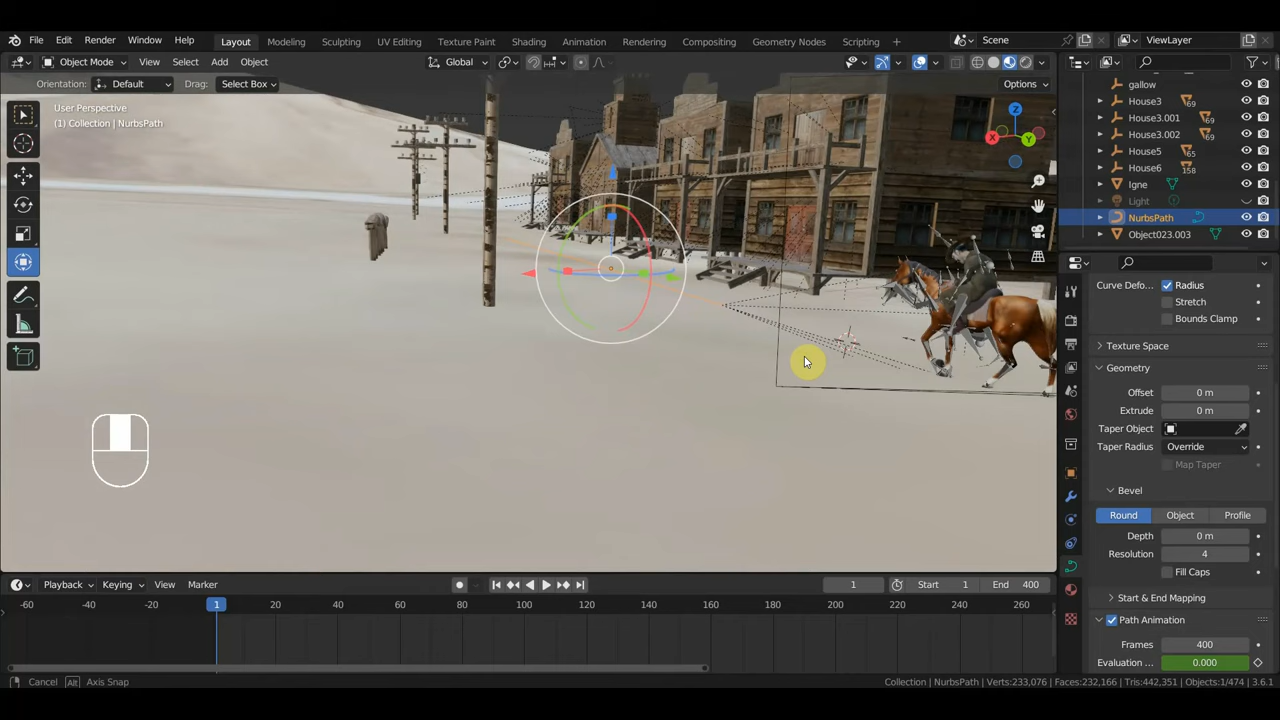 File Edit Render Window Help Layout Modeling Sculpting UV Editing Texture Paint Shading Animation Rendering Compositing Geometry Nodes Scripting + Scene ViewLayer
Object Mode View Select Add Object Global
Orientation: Default Drag: Select Box Options
User Perspective
(1) Collection | NurbsPath
Z
X
Y
gallow
House3 69
House3.001 69
House3.002 69
House5 65
House6 158
Igne
Light
NurbsPath
Object023.003
Curve Defo... Radius
Stretch
Bounds Clamp
Texture Space
Geometry
Offset 0 m
Extrude 0 m
Taper Object
Taper Radius Override
Map Taper
Bevel
Round Object Profile
Depth 0 m
Resolution 4
Fill Caps
Start & End Mapping
Path Animation
Frames 400
Evaluation ... 0.000
Playback Keying View Marker 1 Start 1 End 400
-60 -40 -20 1 20 40 60 80 100 120 140 160 180 200 220 240 260
Cancel Alt Axis Snap Collection | NurbsPath Verts:233,076 | Faces:232,166 | Tris:442,351 | Objects:1/474 | 3.6.1